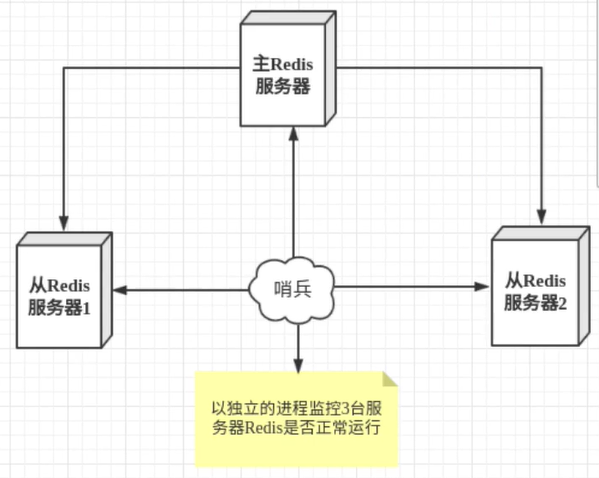 主Redis
服务器
从Redis
服务器1
从Redis
服务器2
哨兵
以独立的进程监控3台服
务器Redis是否正常运行